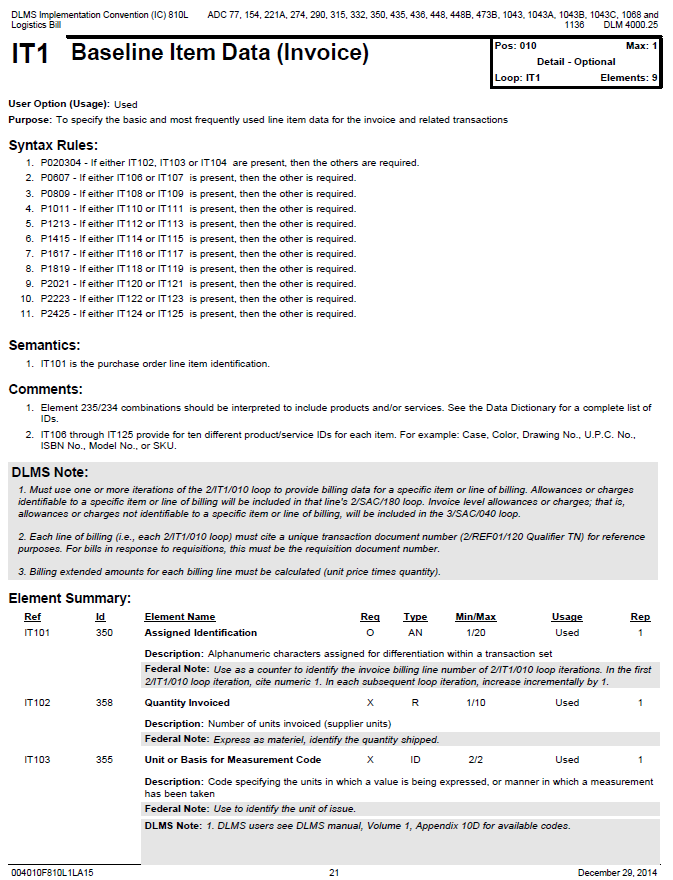 DLMS Implementation Convention (IC) 810L ADC 77, 154, 221A, 274, 290, 315, 332, 350, 435, 436, 448, 448B, 473B, 1043, 1043A, 1043B, 1043C, 1068 and
Logistics Bill 1136 DLM 4000.25
IT1 Baseline Item Data (Invoice)
Pos: 010 Max: 1
Detail - Optional
Loop: IT1 Elements: 9
User Option (Usage): Used
Purpose: To specify the basic and most frequently used line item data for the invoice and related transactions
Syntax Rules:
1. P020304 - If either IT102, IT103 or IT104 are present, then the others are required.
2. P0607 - If either IT106 or IT107 is present, then the other is required.
3. P0809 - If either IT108 or IT109 is present, then the other is required.
4. P1011 - If either IT110 or IT111 is present, then the other is required.
5. P1213 - If either IT112 or IT113 is present, then the other is required.
6. P1415 - If either IT114 or IT115 is present, then the other is required.
7. P1617 - If either IT116 or IT117 is present, then the other is required.
8. P1819 - If either IT118 or IT119 is present, then the other is required.
9. P2021 - If either IT120 or IT121 is present, then the other is required.
10. P2223 - If either IT122 or IT123 is present, then the other is required.
11. P2425 - If either IT124 or IT125 is present, then the other is required.
Semantics:
1. IT101 is the purchase order line item identification.
Comments:
1. Element 235/234 combinations should be interpreted to include products and/or services. See the Data Dictionary for a complete list of
IDs.
2. IT106 through IT125 provide for ten different product/service IDs for each item. For example: Case, Color, Drawing No., U.P.C. No.,
ISBN No., Model No., or SKU.
DLMS Note:
1. Must use one or more iterations of the 2/IT1/010 loop to provide billing data for a specific item or line of billing. Allowances or charges
identifiable to a specific item or line of billing will be included in that line's 2/SAC/180 loop. Invoice level allowances or charges; that is,
allowances or charges not identifiable to a specific item or line of billing, will be included in the 3/SAC/040 loop.
2. Each line of billing (i.e., each 2/IT1/010 loop) must cite a unique transaction document number (2/REF01/120 Qualifier TN) for reference
purposes. For bills in response to requisitions, this must be the requisition document number.
3. Billing extended amounts for each billing line must be calculated (unit price times quantity).
Element Summary:
Ref Id Element Name Req Type Min/Max Usage Rep
IT101 350 Assigned Identification O AN 1/20 Used 1
Description: Alphanumeric characters assigned for differentiation within a transaction set
Federal Note: Use as a counter to identify the invoice billing line number of 2/IT1/010 loop iterations. In the first
2/IT1/010 loop iteration, cite numeric 1. In each subsequent loop iteration, increase incrementally by 1.
IT102 358 Quantity Invoiced X R 1/10 Used 1
Description: Number of units invoiced (supplier units)
Federal Note: Express as materiel, identify the quantity shipped.
IT103 355 Unit or Basis for Measurement Code X ID 2/2 Used 1
Description: Code specifying the units in which a value is being expressed, or manner in which a measurement
has been taken
Federal Note: Use to identify the unit of issue.
DLMS Note: 1. DLMS users see DLMS manual, Volume 1, Appendix 10D for available codes.
004010F810L1LA15 21 December 29, 2014